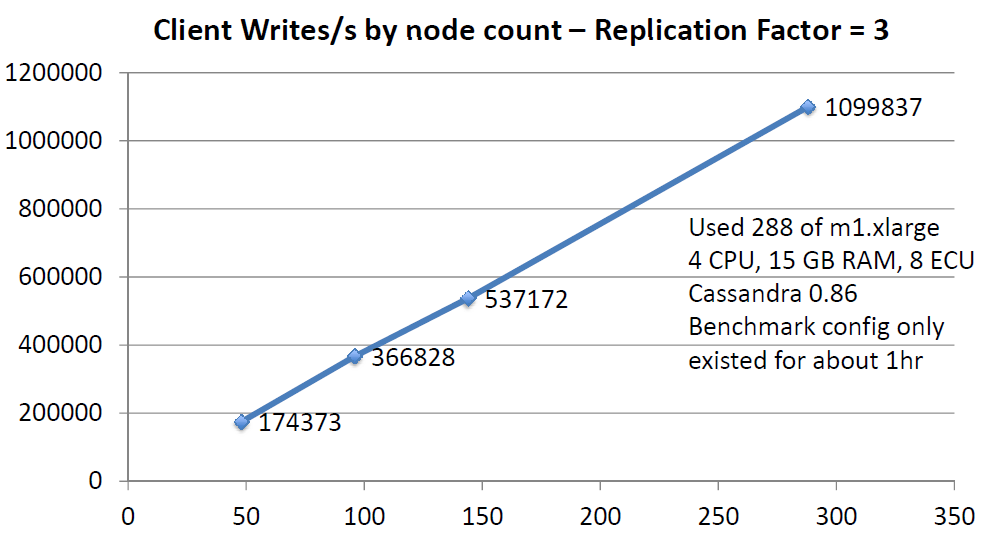 Client Writes/s by node count – Replication Factor = 3
1200000
1000000
800000
600000
400000
200000
0
1099837
537172
366828
174373
Used 288 of m1.xlarge
4 CPU, 15 GB RAM, 8 ECU
Cassandra 0.86
Benchmark config only
existed for about 1hr
0 50 100 150 200 250 300 350